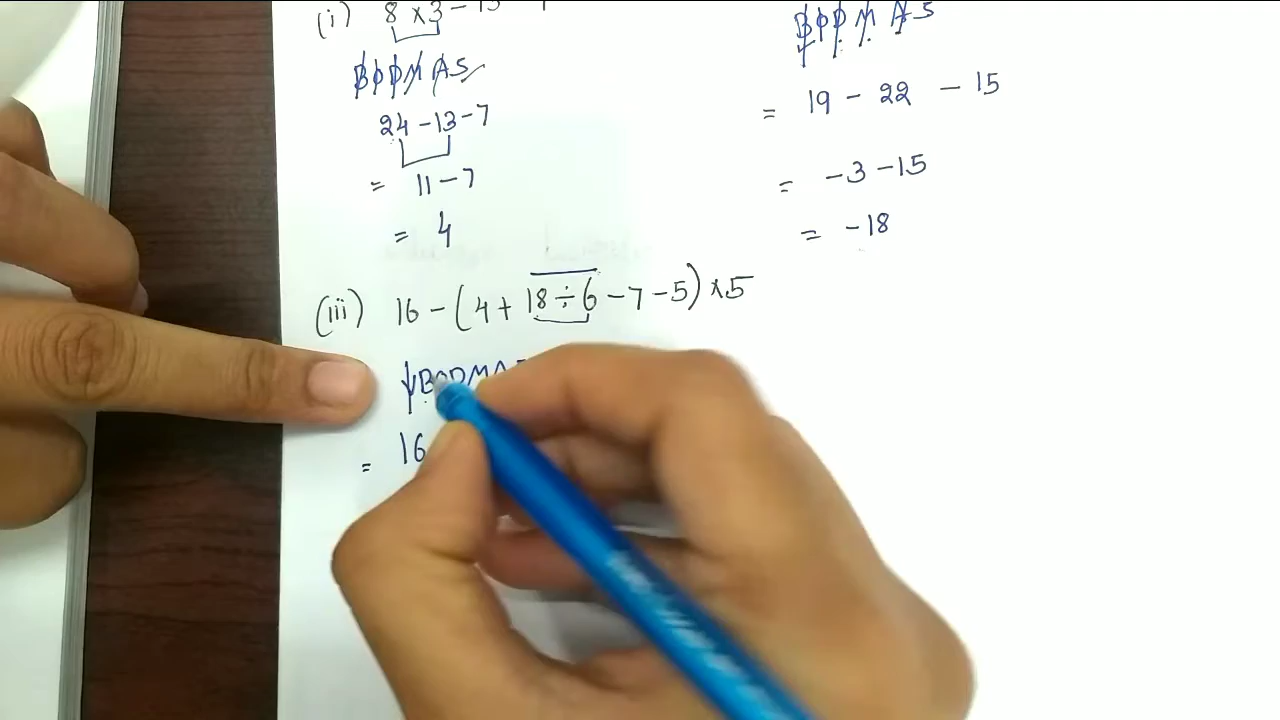 (i) 8 × 3 - 13 -
BODMAS
24 - 13 - 7
= 11 - 7
= 4
BODMAS
= 19 - 22 - 15
= -3 - 15
= -18
(iii) 16 - (4 + 18 ÷ 6 - 7 - 5) × 5
VBODMA
= 16